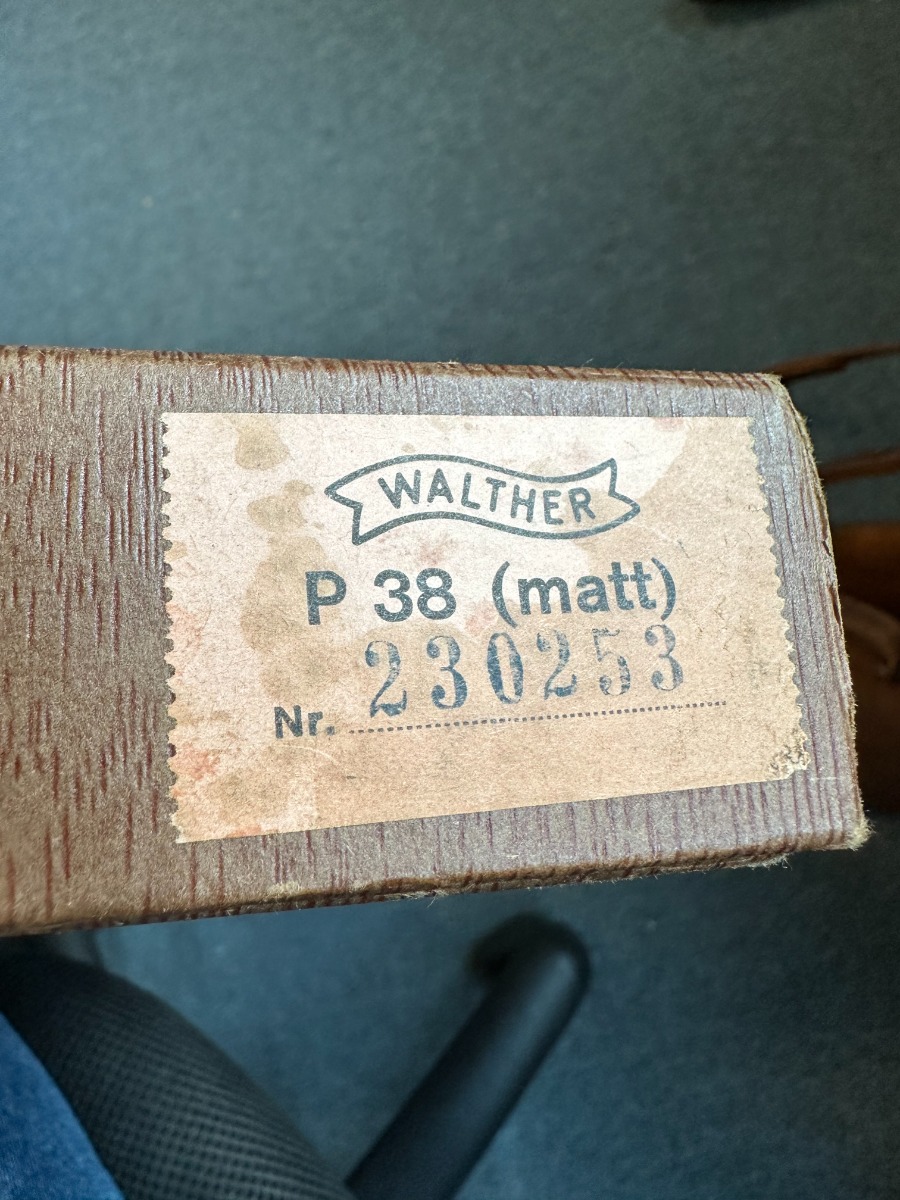 WALTHER
P 38 (matt)
230253
Nr.